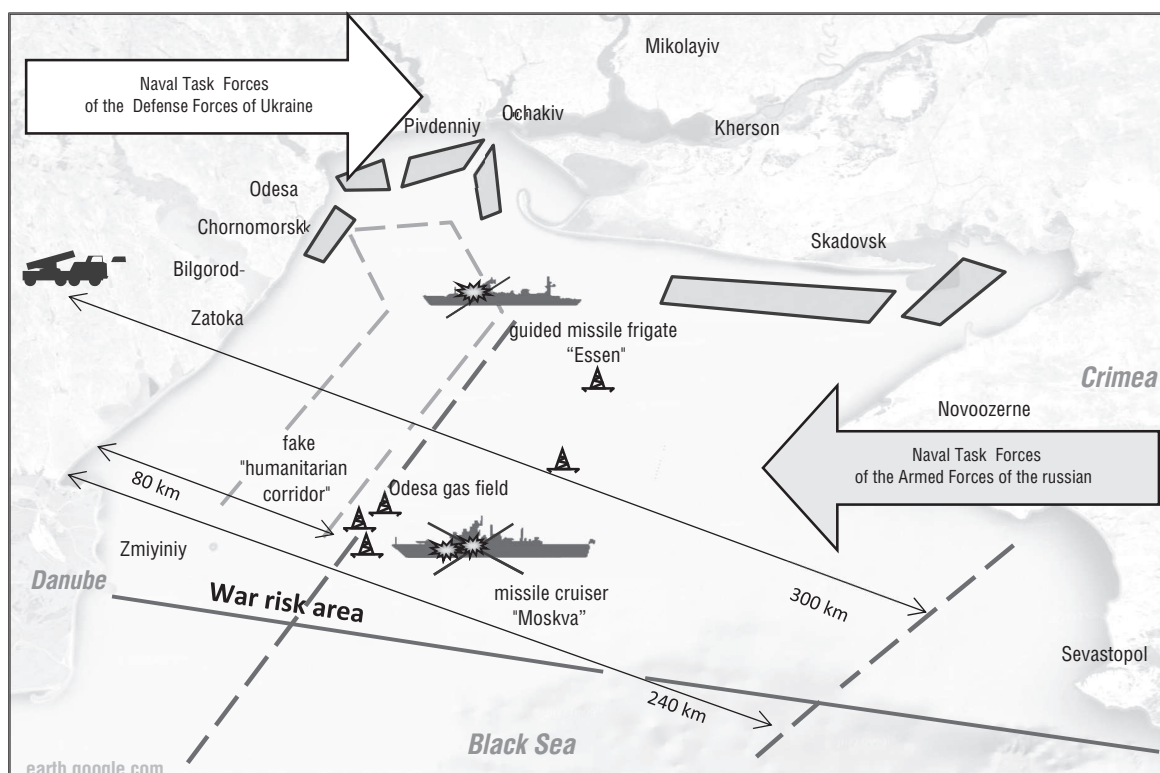 Naval Task Forces
of the Defense Forces of Ukraine
Mikolayiv
Ochakiv
Pivdenniy
Kherson
Odesa
Chornomorsk
Skadovsk
Bilgorod-
Zatoka
guided missile frigate
“Essen"
Crimea
Novoozerne
Naval Task Forces
of the Armed Forces of the russian
fake
"humanitarian
corridor"
80 km
Odesa gas field
Zmiyiniy
Danube
War risk area
missile cruiser
"Moskva”
300 km
Sevastopol
240 km
Black Sea
earth.google.com